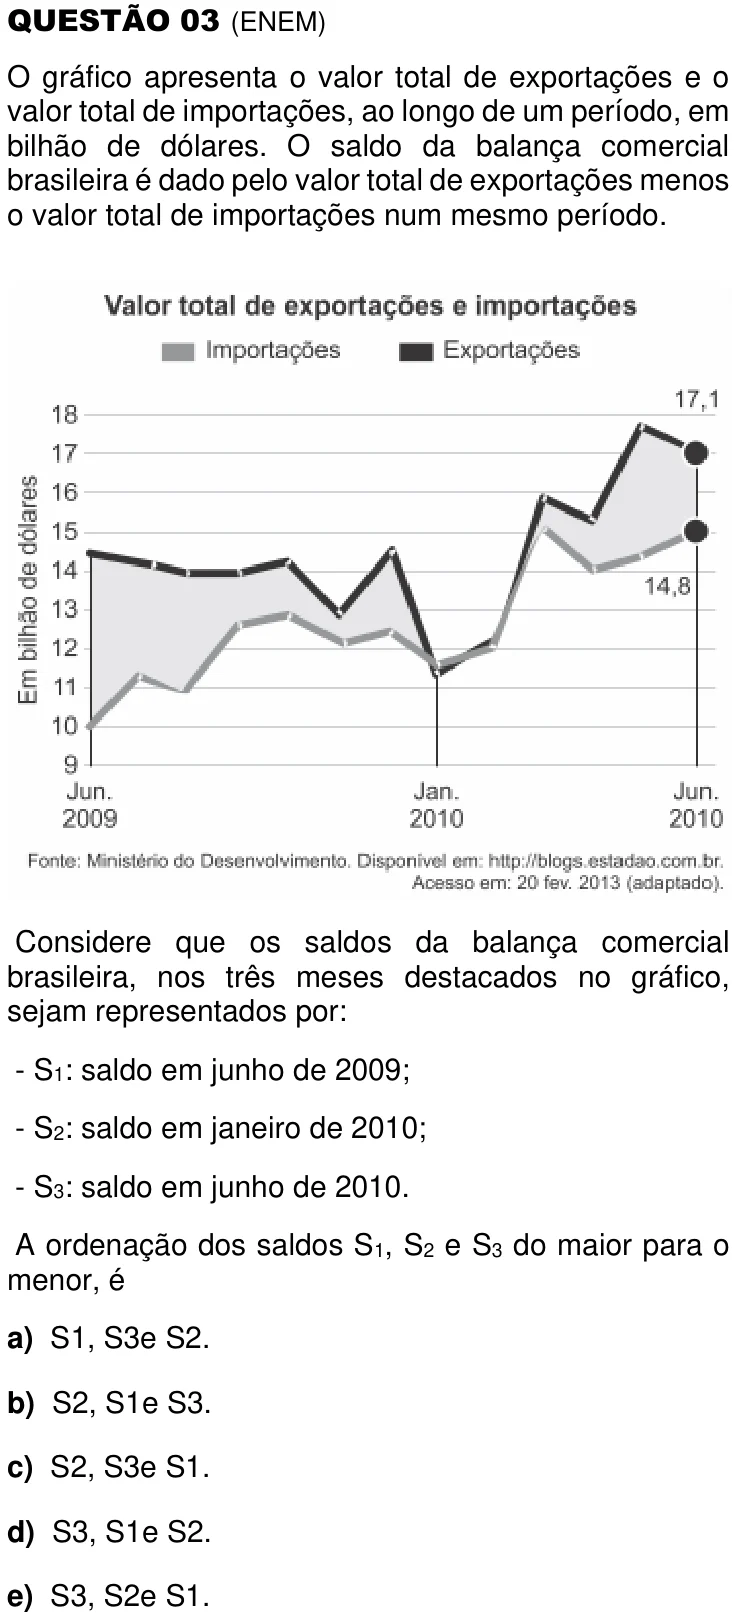 QUESTÃO 03 (ENEM)
O gráfico apresenta o valor total de exportações e o
valor total de importações, ao longo de um período, em
bilhão de dólares. O saldo da balança comercial
brasileira é dado pelo valor total de exportações menos
o valor total de importações num mesmo período.
Valor total de exportações e importações
Importações Exportações
17,1
18
17
16
15
14
14,8
13
12
11
10
9
Em bilhão de dólares
Jun. Jan. Jun.
2009 2010 2010
Fonte: Ministério do Desenvolvimento. Disponível em: http://blogs.estadao.com.br.
Acesso em: 20 fev. 2013 (adaptado).
Considere que os saldos da balança comercial
brasileira, nos três meses destacados no gráfico,
sejam representados por:
- S1: saldo em junho de 2009;
- S2: saldo em janeiro de 2010;
- S3: saldo em junho de 2010.
A ordenação dos saldos S1, S2 e S3 do maior para o
menor, é
a) S1, S3e S2.
b) S2, S1e S3.
c) S2, S3e S1.
d) S3, S1e S2.
e) S3, S2e S1.